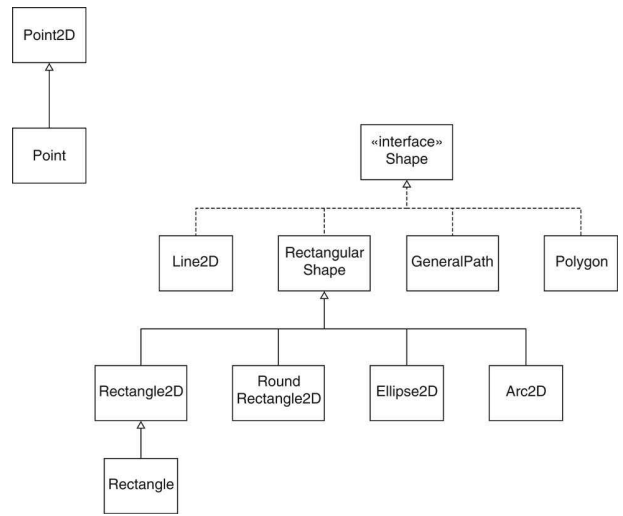 Point2D
Point
«interface»
Shape
Line2D
Rectangular
Shape
GeneralPath
Polygon
Rectangle2D
Round
Rectangle2D
Ellipse2D
Arc2D
Rectangle